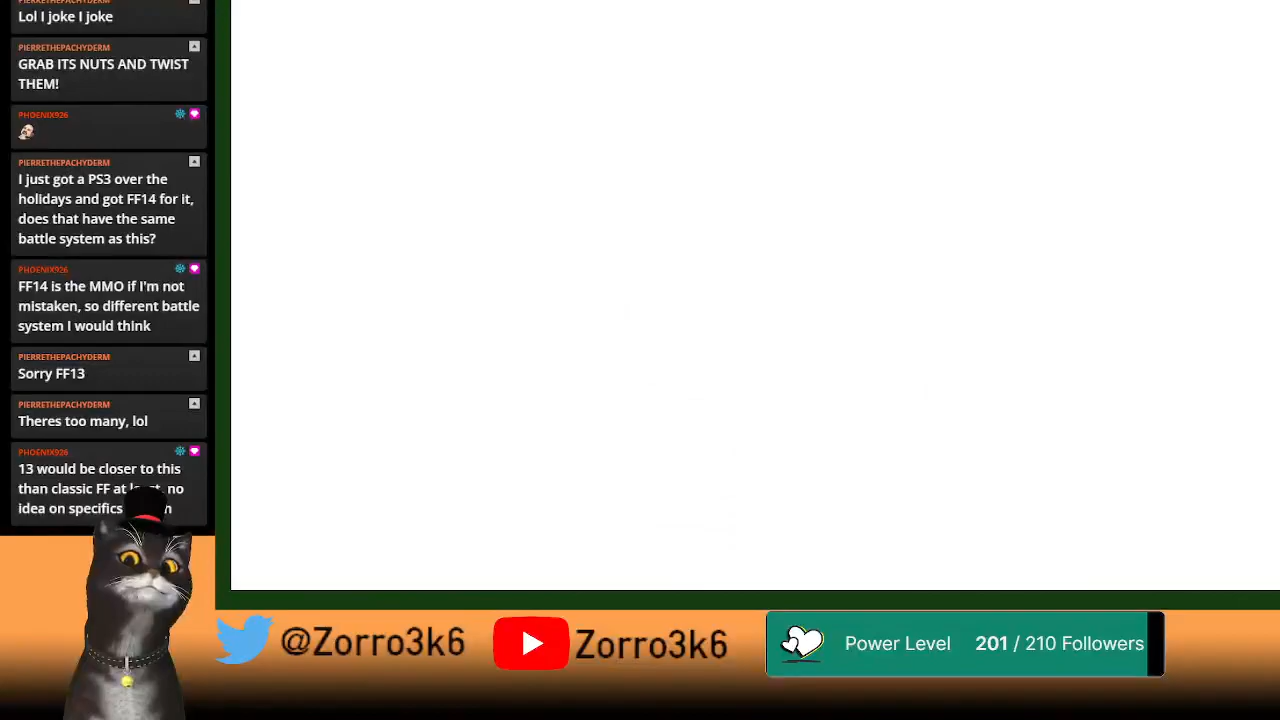 PIERRETHEPACHYDERM
Lol I joke I joke
PIERRETHEPACHYDERM
GRAB ITS NUTS AND TWIST
THEM!
PHOENIX926
PIERRETHEPACHYDERM
I just got a PS3 over the
holidays and got FF14 for it,
does that have the same
battle system as this?
PHOENIX926
FF14 is the MMO if I'm not
mistaken, so different battle
system I would think
PIERRETHEPACHYDERM
Sorry FF13
PIERRETHEPACHYDERM
Theres too many, lol
PHOENIX926
13 would be closer to this
than classic FF at no
idea on specifics
@Zorro3k6
Zorro3k6
Power Level 201 / 210 Followers